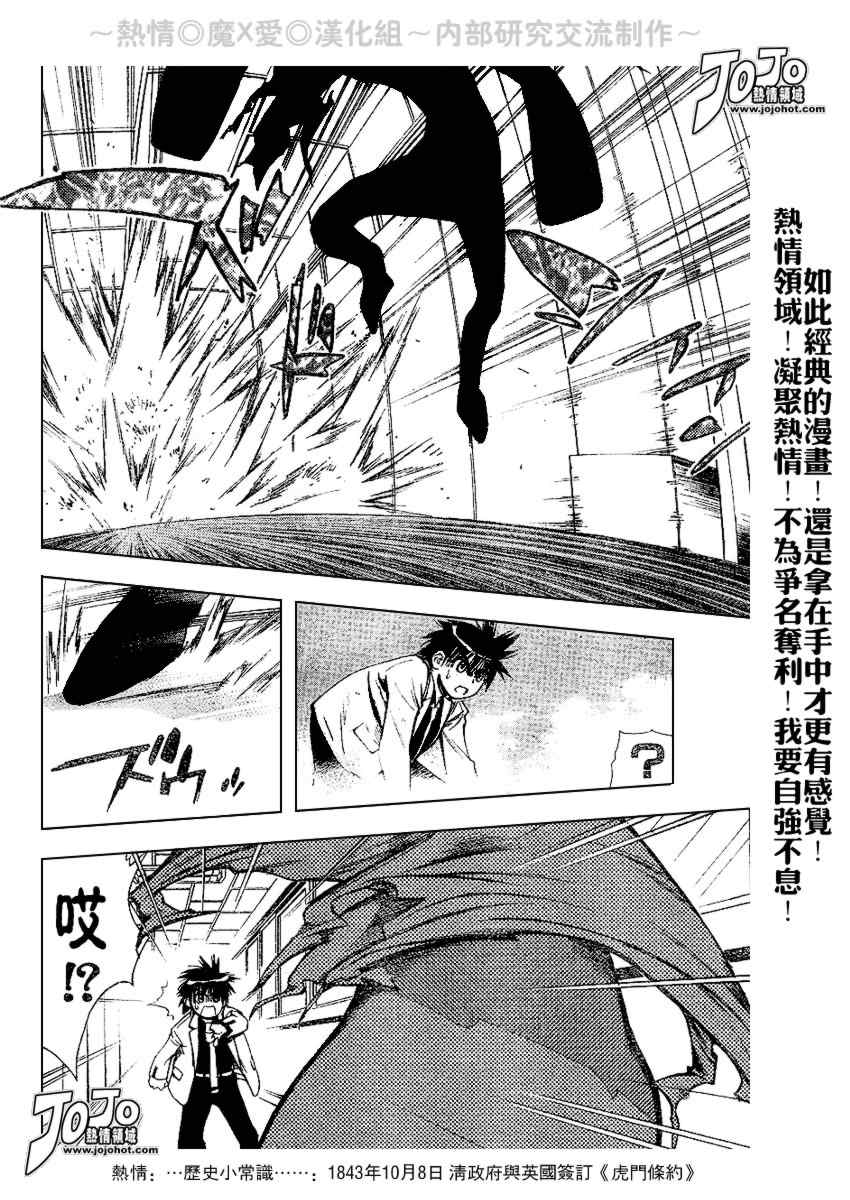 ～熱情◎魔X愛◎漢化組～内部研究交流制作～
JOJO
熱情領域
www.jojohot.com
如此經典的漫畫！還是拿在手中才更有感覺！
熱情領域！凝聚熱情！不為爭名奪利！我要自強不息！
？
ズウッ
哎!?
JOJO
熱情領域
www.jojohot.com
熱情：…歷史小常識……：1843年10月8日 清政府與英國簽訂《虎門條約》